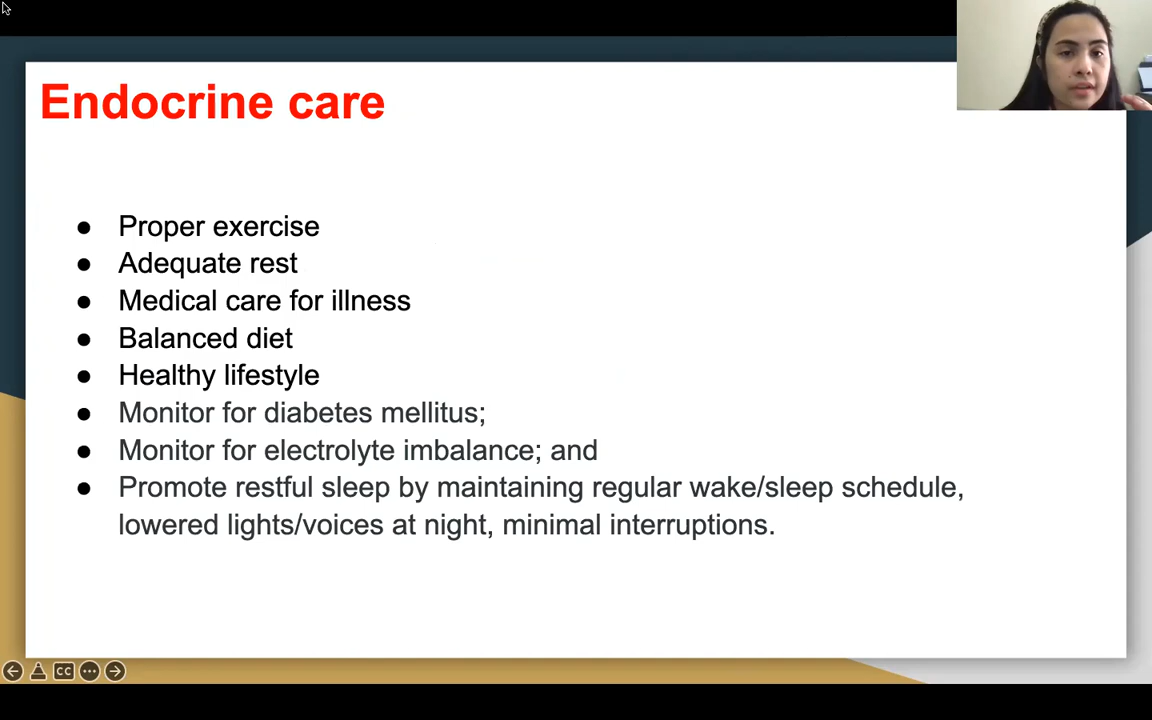 Endocrine care
● Proper exercise
● Adequate rest
● Medical care for illness
● Balanced diet
● Healthy lifestyle
● Monitor for diabetes mellitus;
● Monitor for electrolyte imbalance; and
● Promote restful sleep by maintaining regular wake/sleep schedule,
lowered lights/voices at night, minimal interruptions.
CC